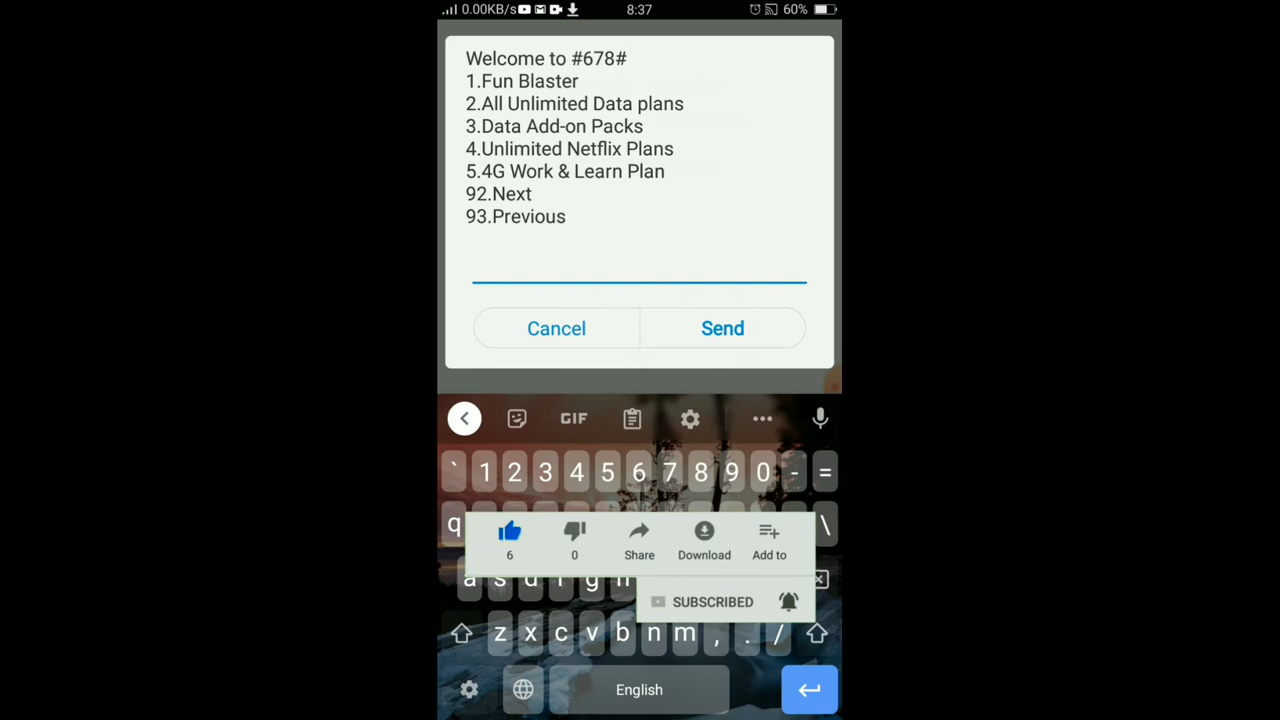 0.00KB/s 8:37 60%
Welcome to #678#
1.Fun Blaster
2.All Unlimited Data plans
3.Data Add-on Packs
4.Unlimited Netflix Plans
5.4G Work & Learn Plan
92.Next
93.Previous
Cancel Send
GIF
` 1 2 3 4 5 6 7 8 9 0 - =
q \
6 0 Share Download Add to
a s d f g h
SUBSCRIBED
z x c v b n m , . /
English